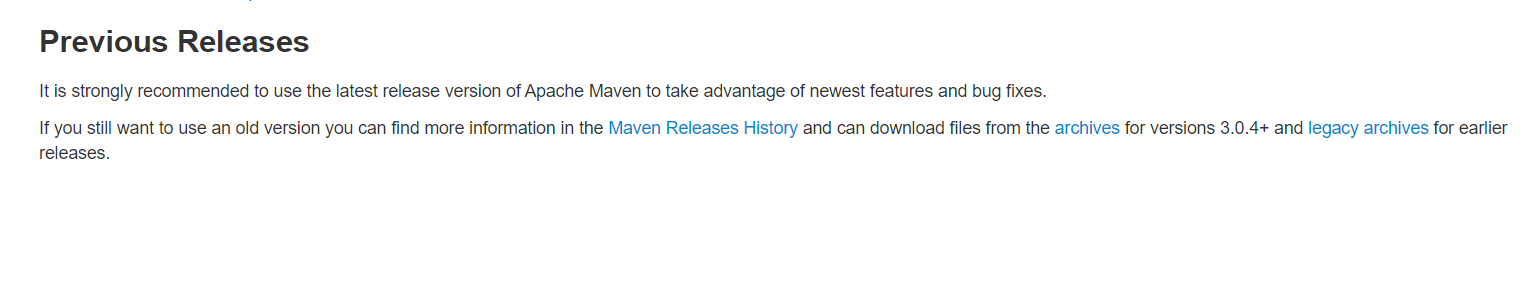 Previous Releases
It is strongly recommended to use the latest release version of Apache Maven to take advantage of newest features and bug fixes.
If you still want to use an old version you can find more information in the Maven Releases History and can download files from the archives for versions 3.0.4+ and legacy archives for earlier
releases.